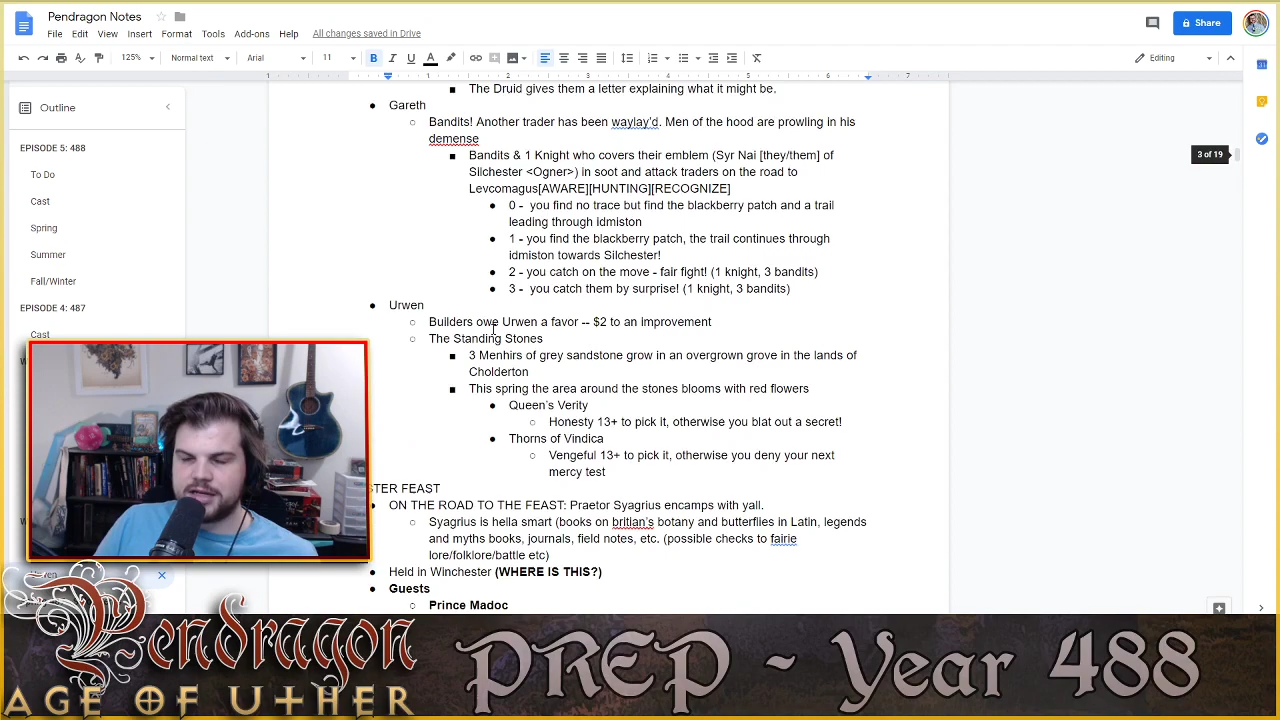 Pendragon Notes
File Edit View Insert Format Tools Add-ons Help All changes saved in Drive
Share
125% Normal text Arial 11 Editing
1 1 2 3 4 5 6 7
Outline
EPISODE 5: 488
To Do
Cast
Spring
Summer
Fall/Winter
EPISODE 4: 487
Cast
3 of 19
The Druid gives them a letter explaining what it might be.
Gareth
Bandits! Another trader has been waylay'd. Men of the hood are prowling in his
demense
Bandits & 1 Knight who covers their emblem (Syr Nai [they/them] of
Silchester <Ogner>) in soot and attack traders on the road to
Levcomagus[AWARE][HUNTING][RECOGNIZE]
0 - you find no trace but find the blackberry patch and a trail
leading through idmiston
1 - you find the blackberry patch, the trail continues through
idmiston towards Silchester!
2 - you catch on the move - fair fight! (1 knight, 3 bandits)
3 - you catch them by surprise! (1 knight, 3 bandits)
Urwen
Builders owe Urwen a favor -- $2 to an improvement
The Standing Stones
3 Menhirs of grey sandstone grow in an overgrown grove in the lands of
Cholderton
This spring the area around the stones blooms with red flowers
Queen's Verity
Honesty 13+ to pick it, otherwise you blat out a secret!
Thorns of Vindica
Vengeful 13+ to pick it, otherwise you deny your next
mercy test
STER FEAST
ON THE ROAD TO THE FEAST: Praetor Syagrius encamps with yall.
Syagrius is hella smart (books on britian's botany and butterflies in Latin, legends
and myths books, journals, field notes, etc. (possible checks to fairie
lore/folklore/battle etc)
Held in Winchester (WHERE IS THIS?)
Guests
Prince Madoc
Pendragon
AGE OF UTHER
PREP - Year 488